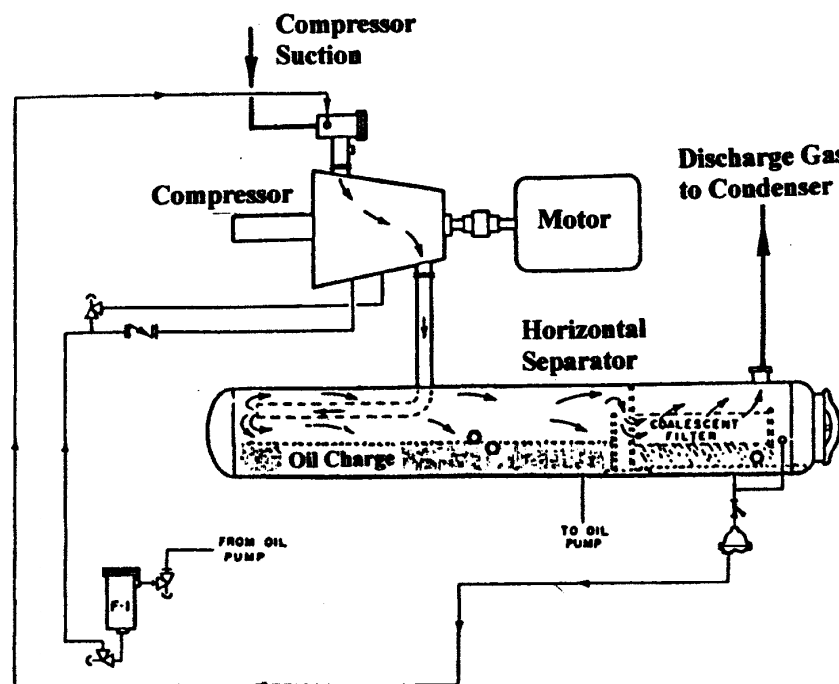 Compressor
Suction
Discharge Gas
to Condenser
Compressor
Motor
Horizontal
Separator
COALESCENT
FILTER
Oil Charge
FROM OIL
PUMP
TO OIL
PUMP
F-1